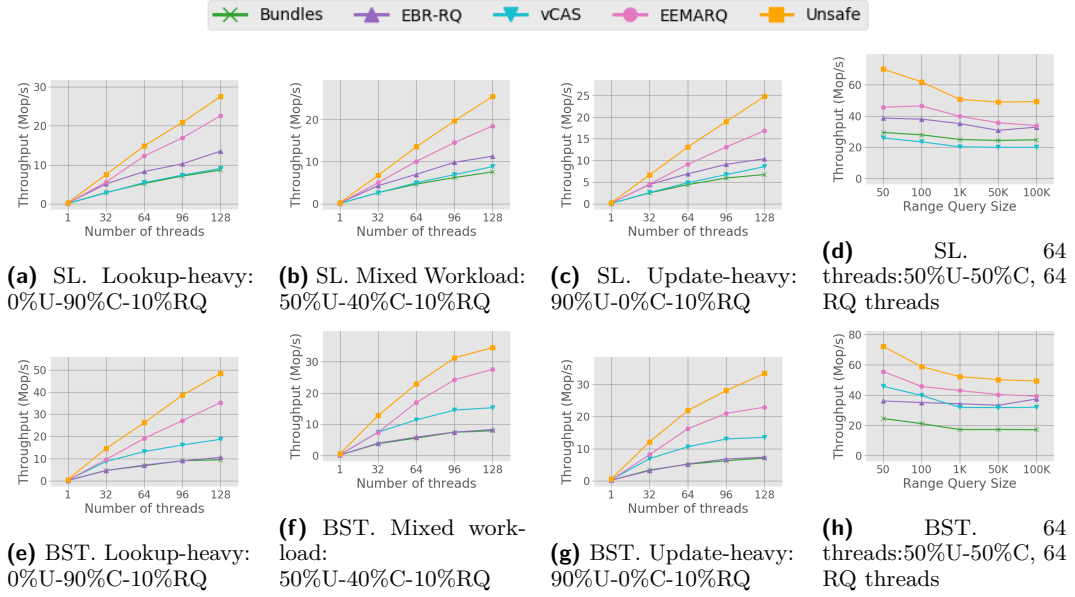 Bundles EBR-RQ vCAS EEMARQ Unsafe
Throughput (Mop/s)
30
20
10
0
1 32 64 96 128
Number of threads
(a) SL. Lookup-heavy:
0%U-90%C-10%RQ
Throughput (Mop/s)
20
10
0
1 32 64 96 128
Number of threads
(b) SL. Mixed Workload:
50%U-40%C-10%RQ
Throughput (Mop/s)
25
20
15
10
5
0
1 32 64 96 128
Number of threads
(c) SL. Update-heavy:
90%U-0%C-10%RQ
Throughput (Mop/s)
60
40
20
0
50 100 1K 50K 100K
Range Query Size
(d) SL. 64
threads:50%U-50%C, 64
RQ threads
Throughput (Mop/s)
50
40
30
20
10
0
1 32 64 96 128
Number of threads
(e) BST. Lookup-heavy:
0%U-90%C-10%RQ
Throughput (Mop/s)
30
20
10
0
1 32 64 96 128
Number of threads
(f) BST. Mixed work-
load:
50%U-40%C-10%RQ
Throughput (Mop/s)
30
20
10
0
1 32 64 96 128
Number of threads
(g) BST. Update-heavy:
90%U-0%C-10%RQ
Throughput (Mop/s)
80
60
40
20
0
50 100 1K 50K 100K
Range Query Size
(h) BST. 64
threads:50%U-50%C, 64
RQ threads